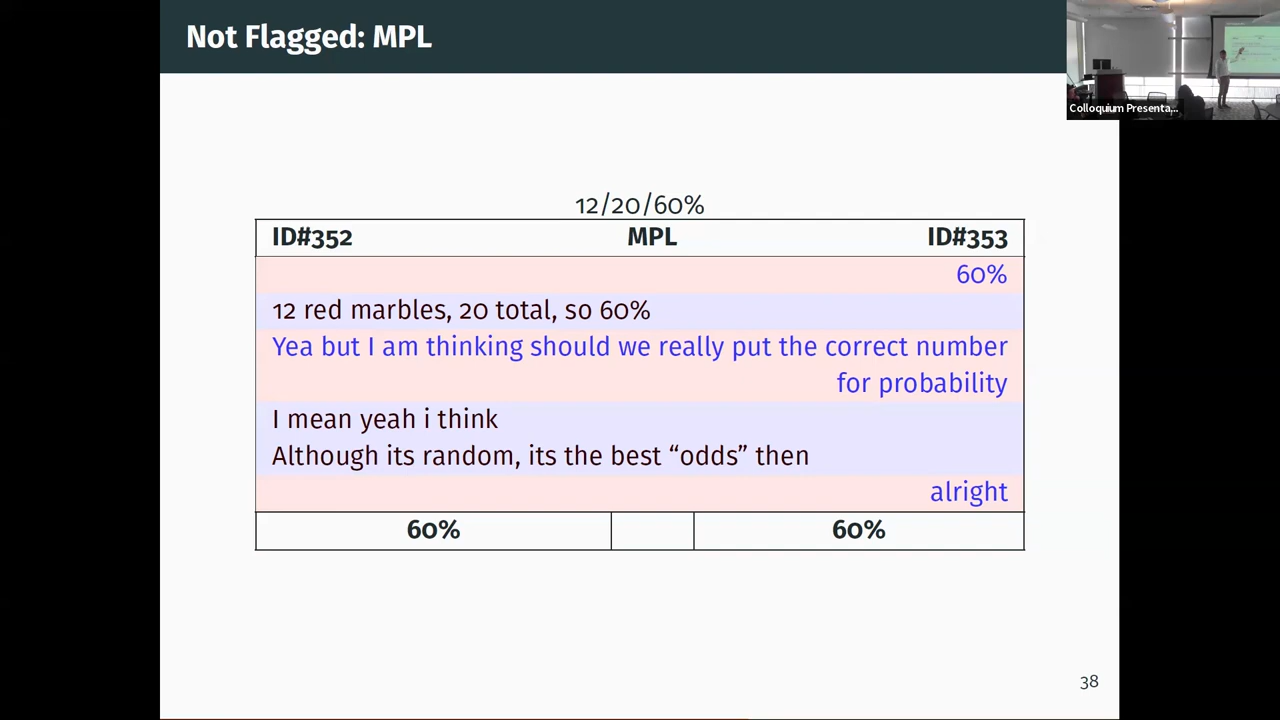 Not Flagged: MPL
Colloquium Presenta...
12/20/60%
ID#352 MPL ID#353
60%
12 red marbles, 20 total, so 60%
Yea but I am thinking should we really put the correct number
for probability
I mean yeah i think
Although its random, its the best “odds” then
alright
60% 60%
38